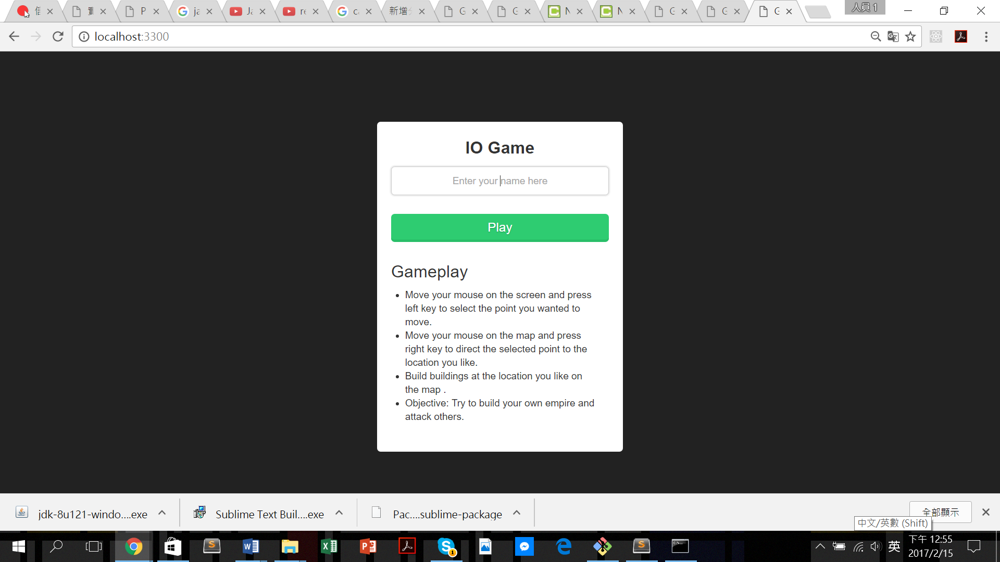 人員 1
新增
localhost:3300
IO Game
Enter your name here
Play
Gameplay
Move your mouse on the screen and press
left key to select the point you wanted to
move.
Move your mouse on the map and press
right key to direct the selected point to the
location you like.
Build buildings at the location you like on
the map .
Objective: Try to build your own empire and
attack others.
jdk-8u121-windo....exe
Sublime Text Buil....exe
Pac....sublime-package
全部顯示
中文/英數 (Shift)
英
下午 12:55
2017/2/15